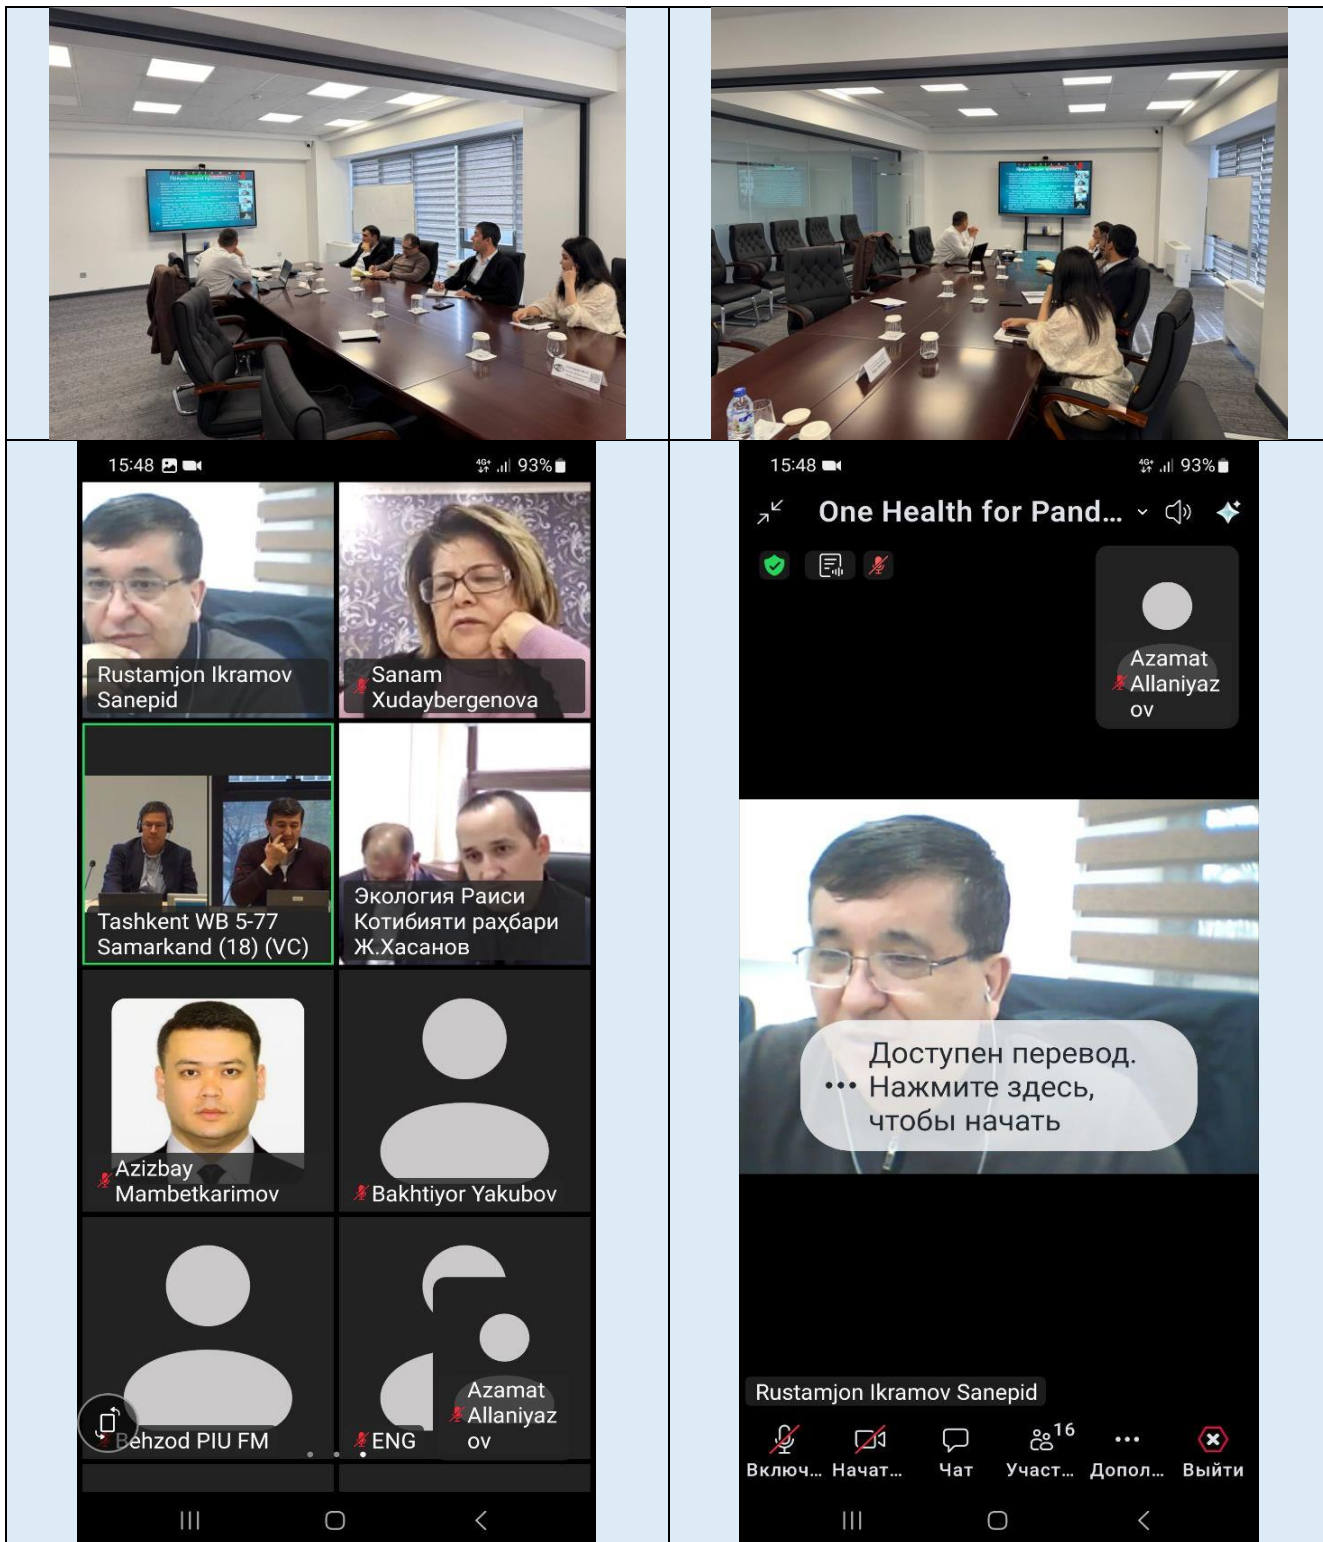 15:48
93%
Rustamjon Ikramov
Sanepid
Sanam
Xudaybergenova
Tashkent WB 5-77
Samarkand (18) (VC)
Экология Раиси
Котибияти раҳбари
Ж.Хасанов
Azizbay
Mambetkarimov
Bakhtiyor Yakubov
Behzod PIU FM
ENG
Azamat
Allaniyaz
ov
15:48
93%
One Health for Pand...
Azamat
Allaniyaz
ov
Доступен перевод.
Нажмите здесь,
чтобы начать
Rustamjon Ikramov Sanepid
16
Включ... Начат... Чат Участ... Допол... Выйти